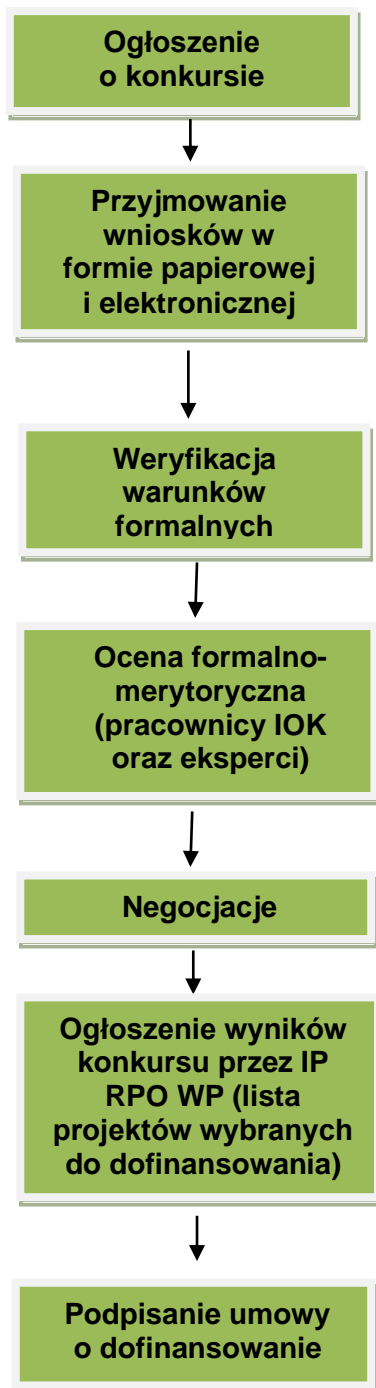 Ogłoszenie
o konkursie
Przyjmowanie
wniosków w
formie papierowej
i elektronicznej
Weryfikacja
warunków
formalnych
Ocena formalno-
merytoryczna
(pracownicy IOK
oraz eksperci)
Negocjacje
Ogłoszenie wyników
konkursu przez IP
RPO WP (lista
projektów wybranych
do dofinansowania)
Podpisanie umowy
o dofinansowanie